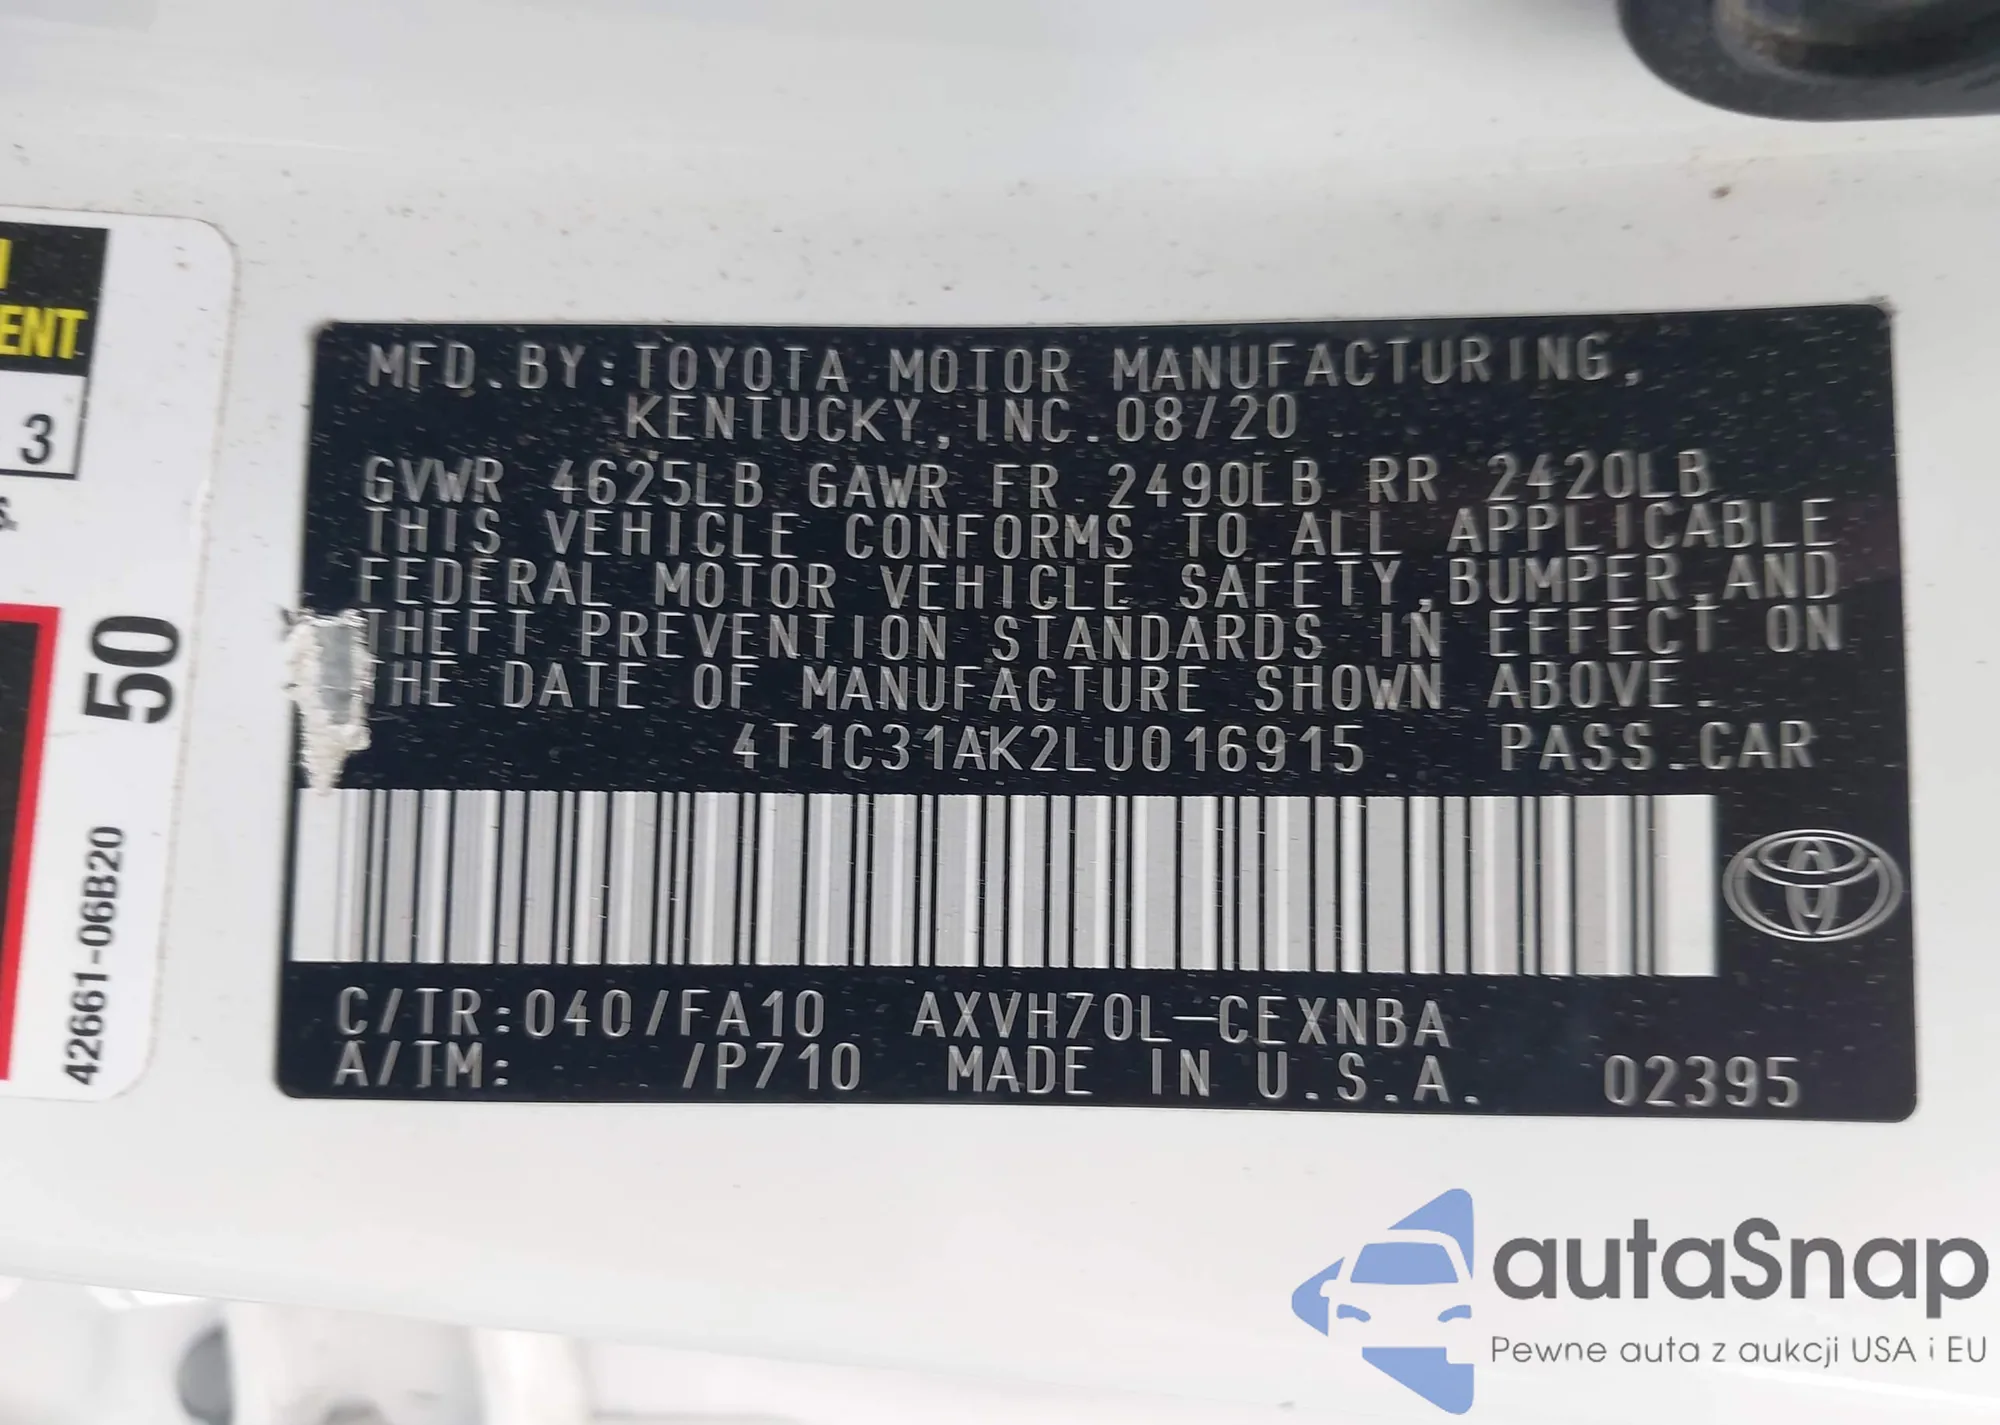 ENT
3
50
42661-06B20
MFD.BY:TOYOTA MOTOR MANUFACTURING,
KENTUCKY,INC.08/20
GVWR 4625LB GAWR FR 2490LB RR 2420LB
THIS VEHICLE CONFORMS TO ALL APPLICABLE
FEDERAL MOTOR VEHICLE SAFETY,BUMPER,AND
THEFT PREVENTION STANDARDS IN EFFECT ON
THE DATE OF MANUFACTURE SHOWN ABOVE.
4T1C31AK2LU016915 PASS.CAR
C/TR:040/FA10 AXVH70L-CEXNBA
A/TM: /P710 MADE IN U.S.A. 02395
autaSnap
Pewne auta z aukcji USA i EU